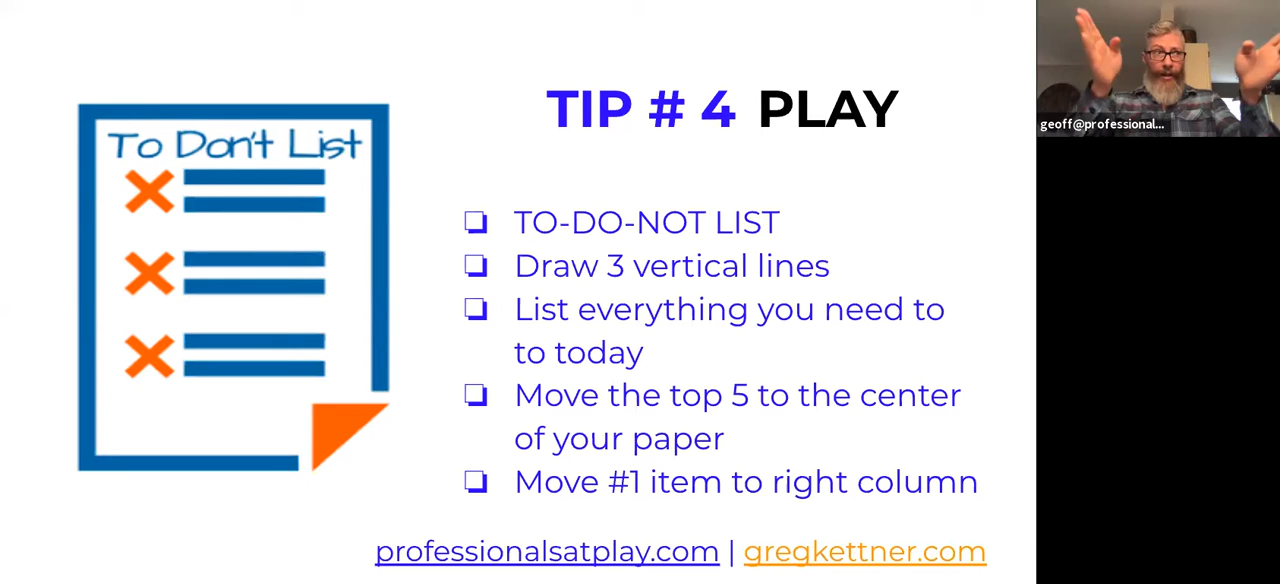 To Don't List
TIP # 4 PLAY
TO-DO-NOT LIST
Draw 3 vertical lines
List everything you need to
to today
Move the top 5 to the center
of your paper
Move #1 item to right column
professionalsatplay.com | gregkettner.com
geoff@professional...